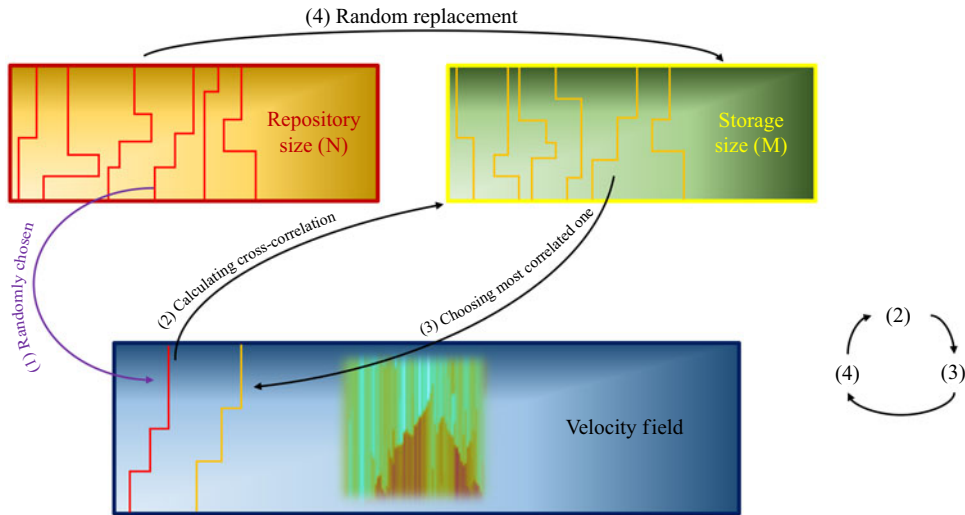 (4) Random replacement
Repository
size (N)
Storage
size (M)
(1) Randomly chosen
(2) Calculating cross-correlation
(3) Choosing most correlated one
Velocity field
(2)
(4)
(3)